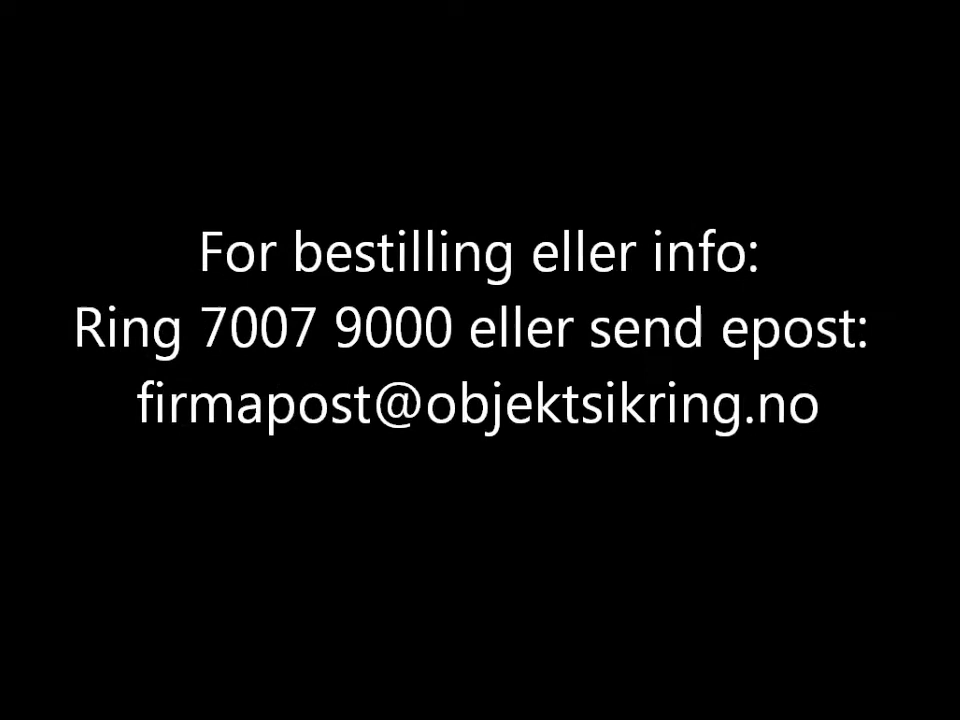 For bestilling eller info:
Ring 7007 9000 eller send epost:
firmapost@objektsikring.no